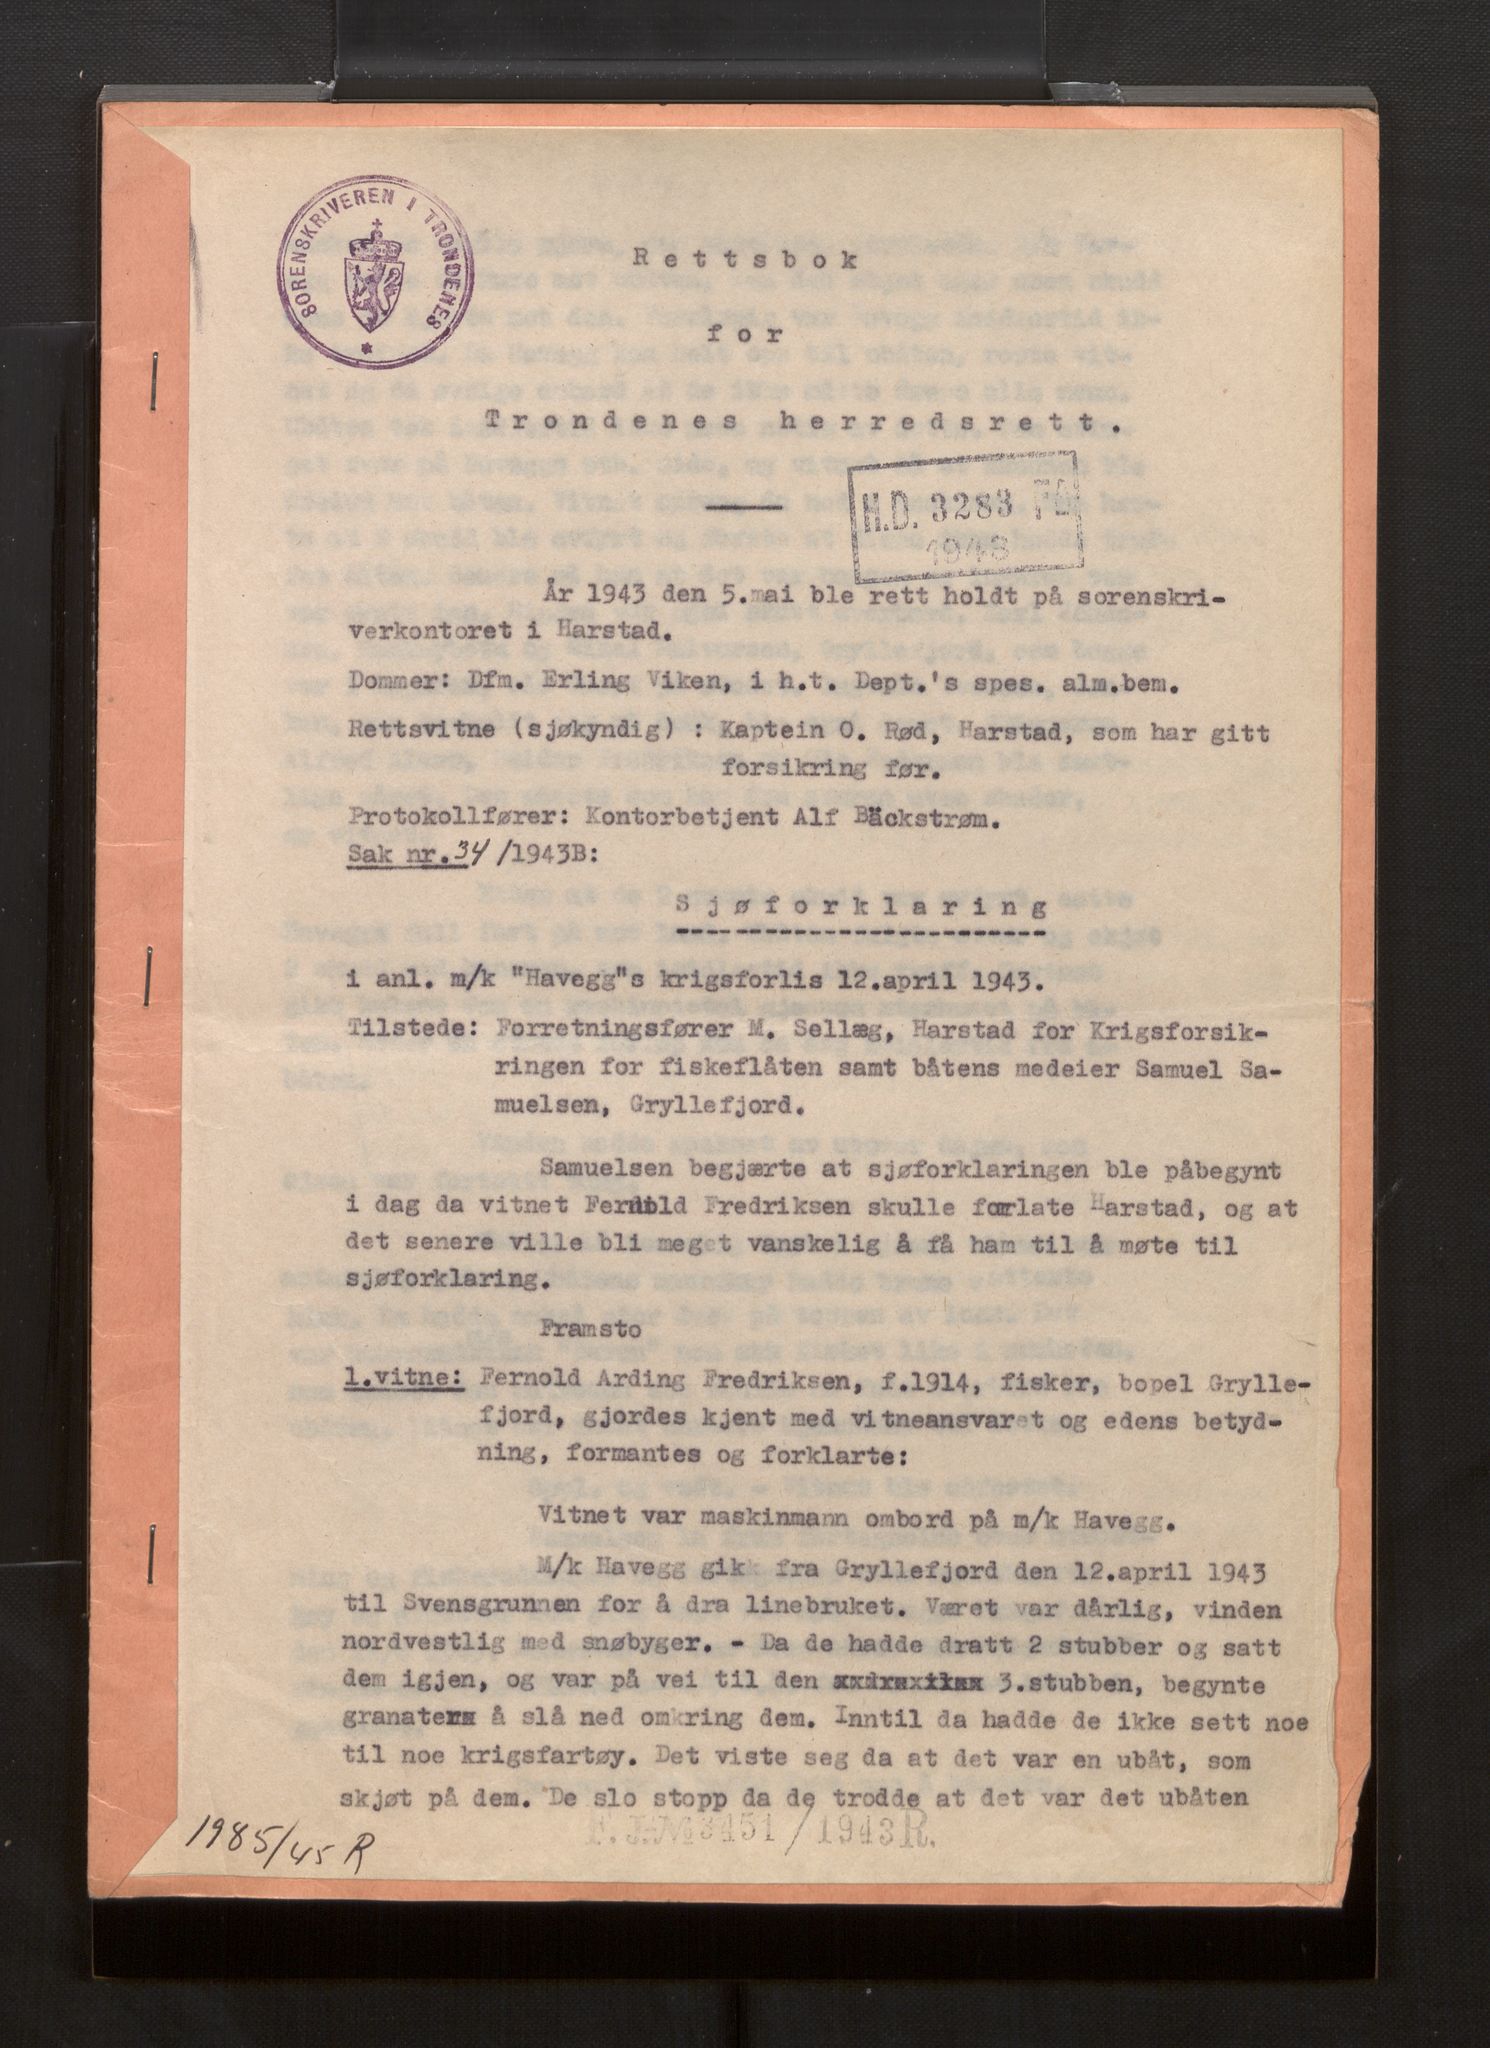 SORENSKRIVEREN I TRONDENES
Rettsbok
for
Trondenes herredsrett.
H.D. 3283 FD
1948
År 1943 den 5.mai ble rett holdt på sorenskri-
verkontoret i Harstad.
Dommer: Dfm. Erling Viken, i h.t. Dept.'s spes. alm.bem.
Rettsvitne (sjøkyndig) : Kaptein O. Rød, Harstad, som har gitt
forsikring før.
Protokollfører: Kontorbetjent Alf Bäckstrøm.
Sak nr.34/1943B:
Sjøforklaring
i anl. m/k "Havegg"s krigsforlis 12.april 1943.
Tilstede: Forretningsfører M. Sellæg, Harstad for Krigsforsik-
ringen for fiskeflåten samt båtens medeier Samuel Sa-
muelsen, Gryllefjord.
Samuelsen begjærte at sjøforklaringen ble påbegynt
i dag da vitnet Fernold Fredriksen skulle forlate Harstad, og at
det senere ville bli meget vanskelig å få ham til å møte til
sjøforklaring.
Framsto
1.vitne: Fernold Arding Fredriksen, f.1914, fisker, bopel Grylle-
fjord, gjordes kjent med vitneansvaret og edens betyd-
ning, formantes og forklarte:
Vitnet var maskinmann ombord på m/k Havegg.
M/k Havegg gikk fra Gryllefjord den 12.april 1943
til Svensgrunnen for å dra linebruket. Været var dårlig, vinden
nordvestlig med snøbyger. - Da de hadde dratt 2 stubber og satt
dem igjen, og var på vei til den 3.stubben, begynte
granater å slå ned omkring dem. Inntil da hadde de ikke sett noe
til noe krigsfartøy. Det viste seg da at det var en ubåt, som
skjøt på dem. De slo stopp da de trodde at det var det ubåten
F. J.№ 3451/1943 R.
1985/45 R